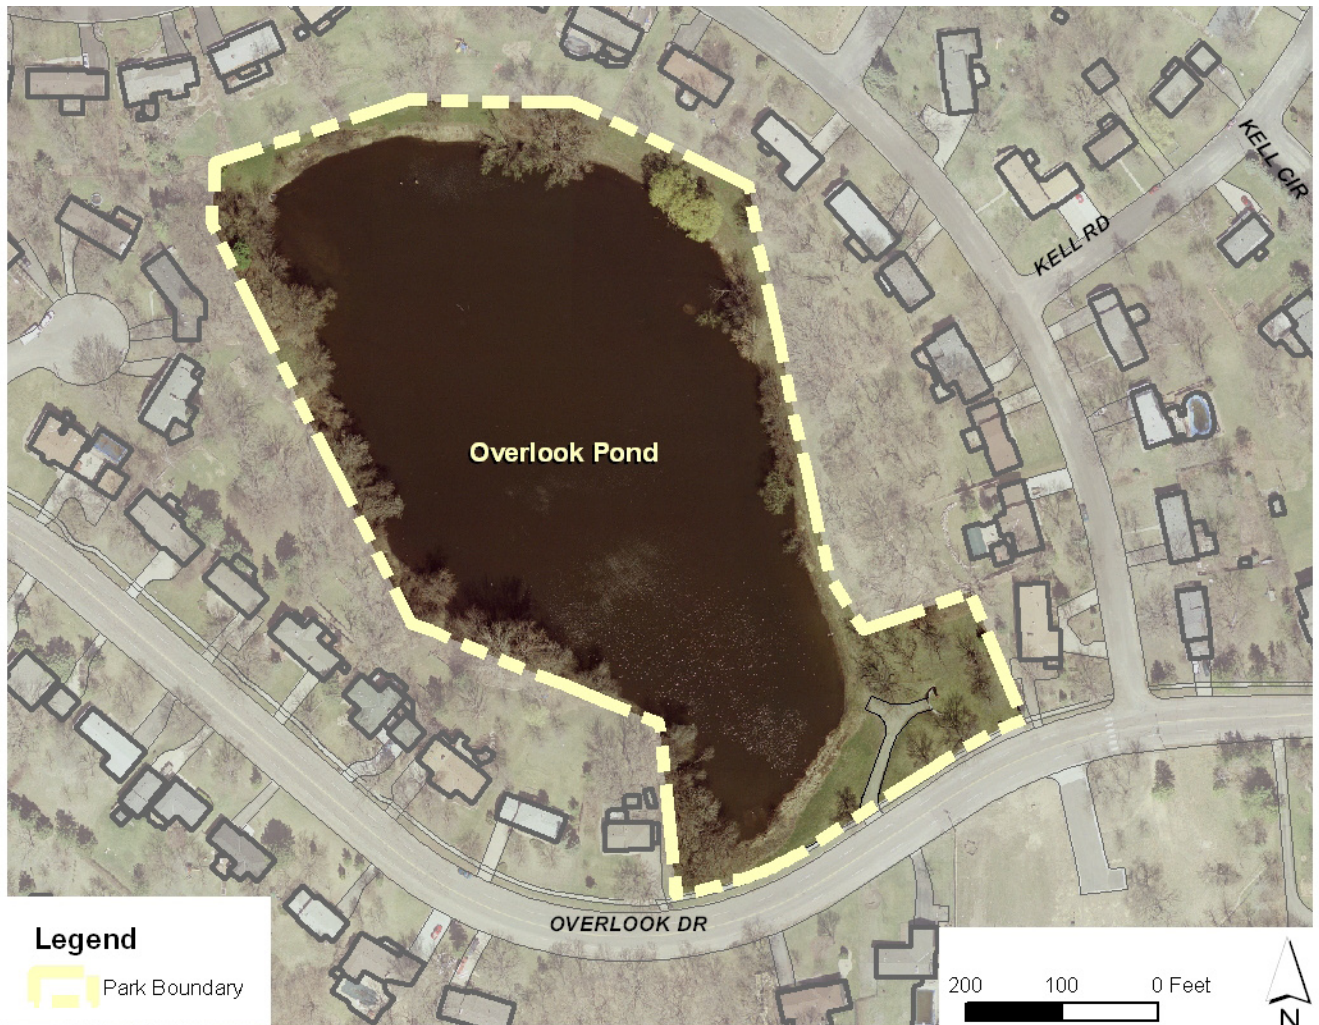 KELL CIR
KELL RD
Overlook Pond
OVERLOOK DR
Legend
Park Boundary
200 100 0 Feet
N